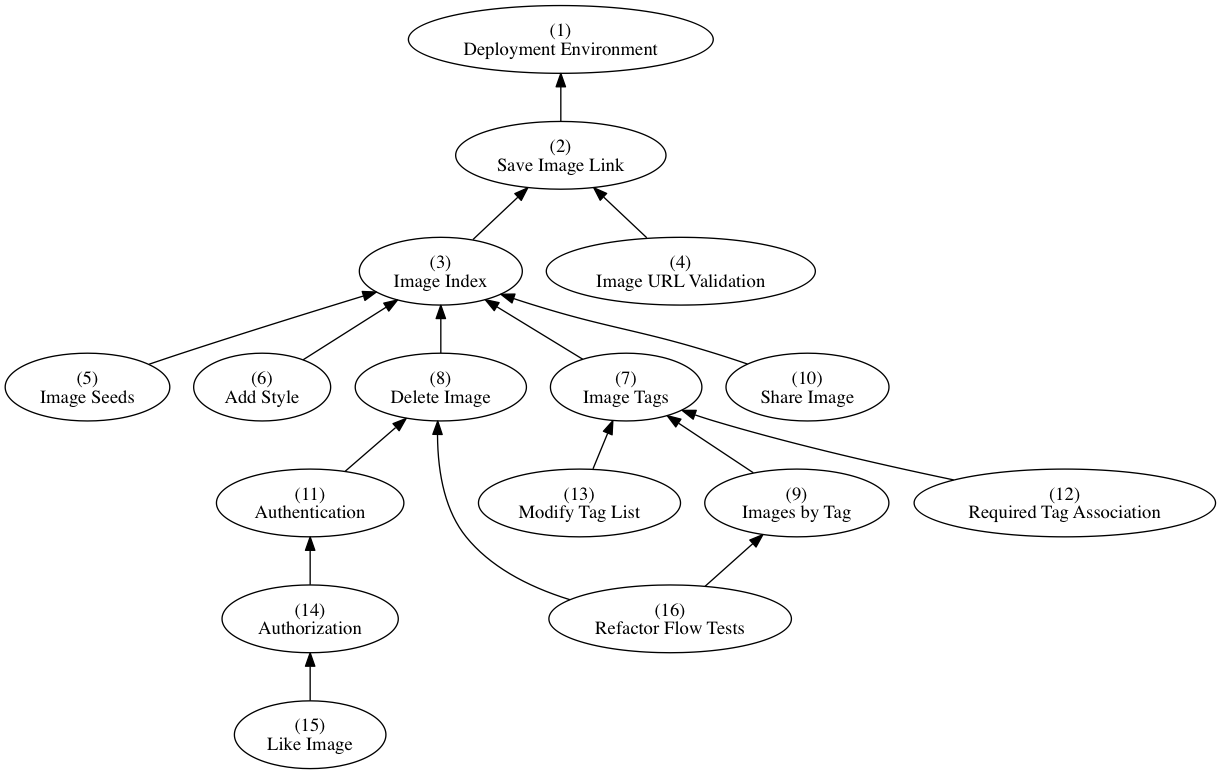 (1)
Deployment Environment
(2)
Save Image Link
(3)
Image Index
(4)
Image URL Validation
(5)
Image Seeds
(6)
Add Style
(8)
Delete Image
(7)
Image Tags
(10)
Share Image
(11)
Authentication
(13)
Modify Tag List
(9)
Images by Tag
(12)
Required Tag Association
(14)
Authorization
(16)
Refactor Flow Tests
(15)
Like Image